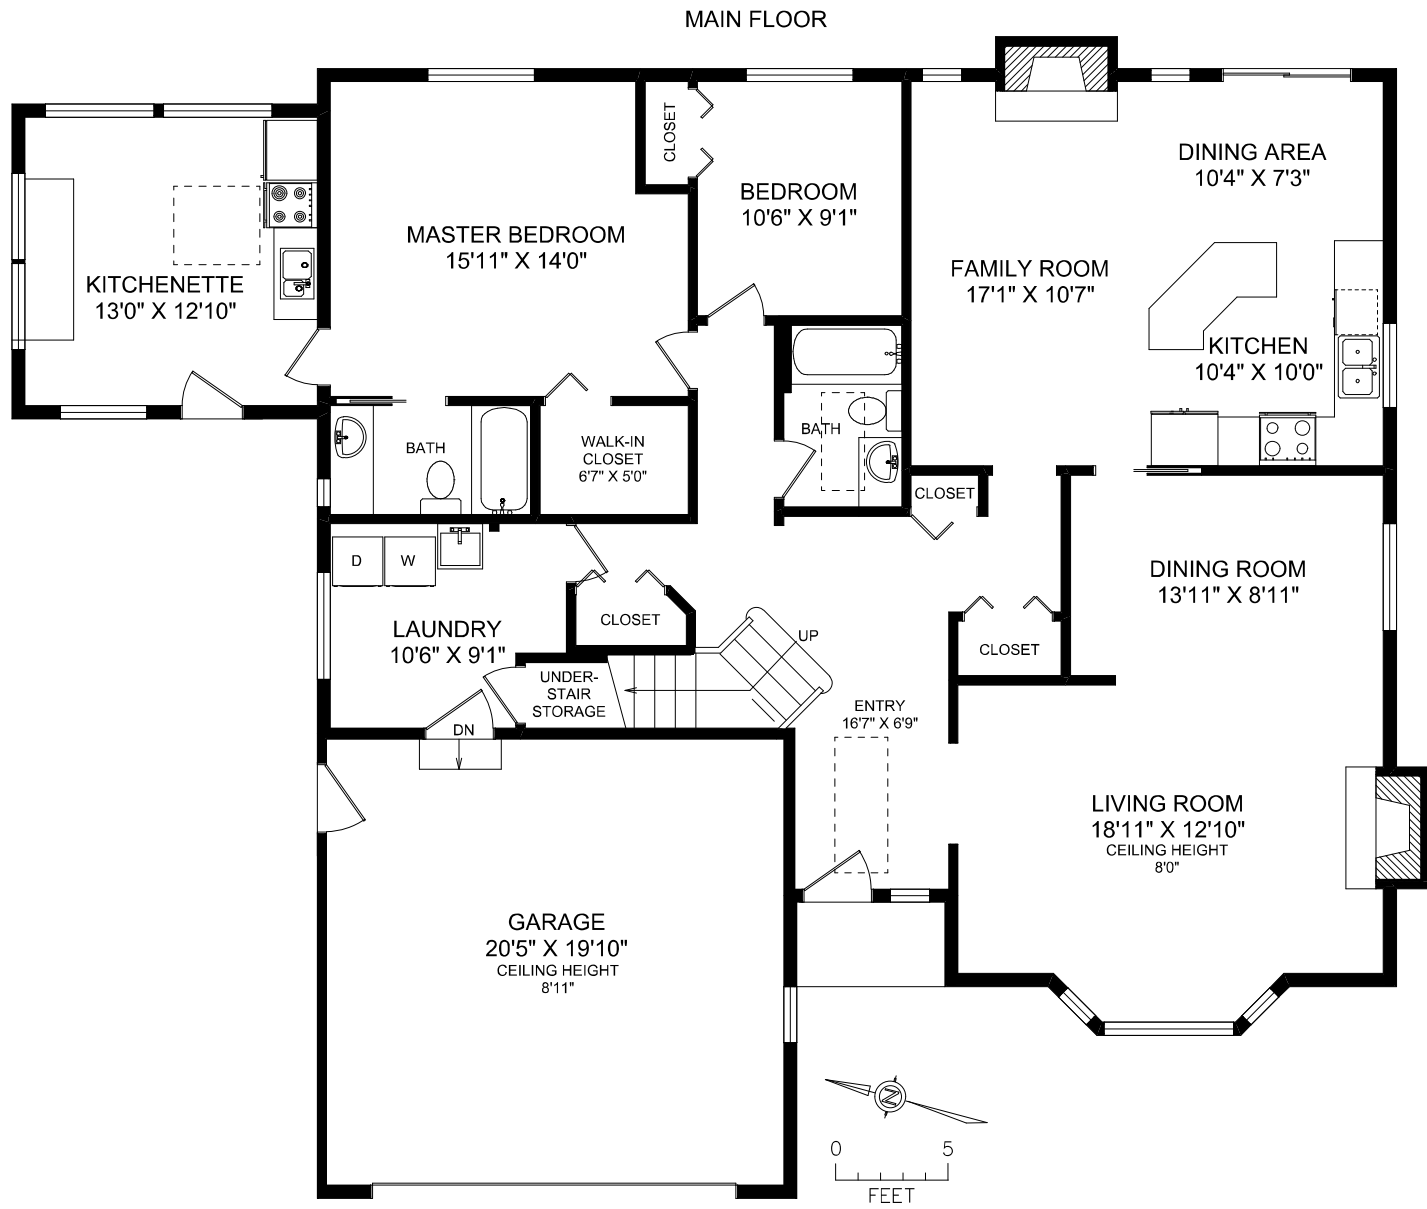 MAIN FLOOR
CLOSET
DINING AREA
10'4" X 7'3"
BEDROOM
10'6" X 9'1"
MASTER BEDROOM
15'11" X 14'0"
FAMILY ROOM
17'1" X 10'7"
KITCHENETTE
13'0" X 12'10"
KITCHEN
10'4" X 10'0"
BATH
WALK-IN
CLOSET
6'7" X 5'0"
BATH
CLOSET
D
W
DINING ROOM
13'11" X 8'11"
LAUNDRY
10'6" X 9'1"
CLOSET
UP
CLOSET
UNDER-
STAIR
STORAGE
ENTRY
16'7" X 6'9"
DN
LIVING ROOM
18'11" X 12'10"
CEILING HEIGHT
8'0"
GARAGE
20'5" X 19'10"
CEILING HEIGHT
8'11"
N
0 5
FEET